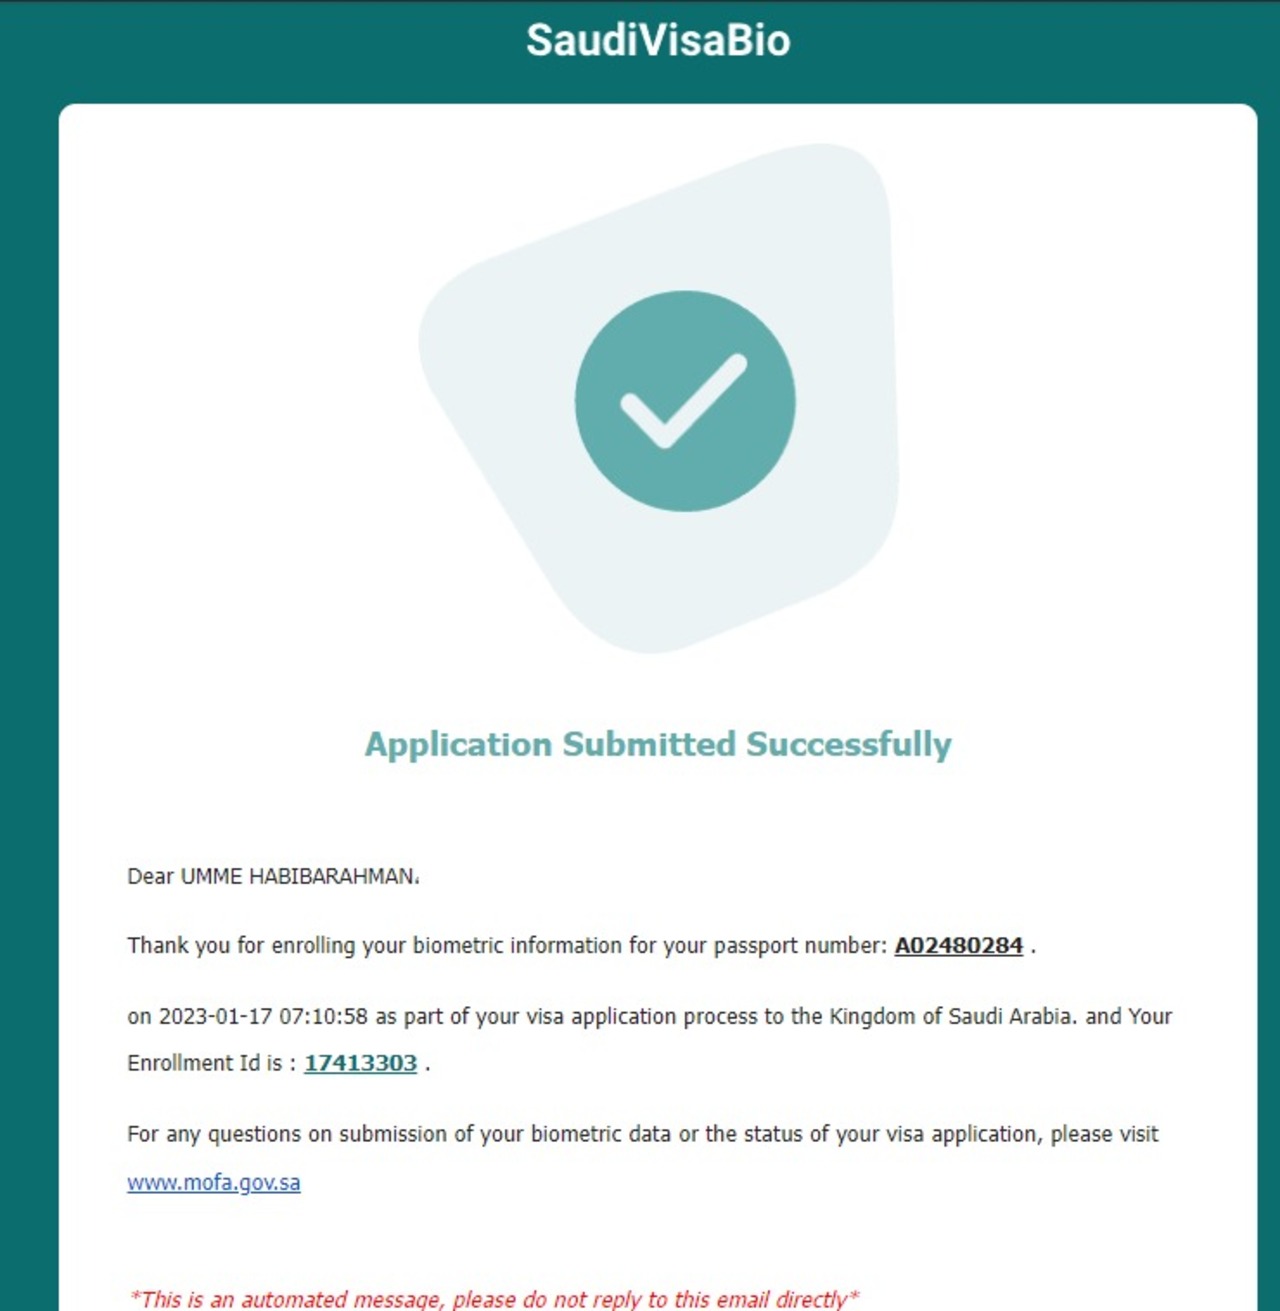 SaudiVisaBio
Application Submitted Successfully
Dear UMME HABIBARAHMAN.
Thank you for enrolling your biometric information for your passport number: A02480284 .
on 2023-01-17 07:10:58 as part of your visa application process to the Kingdom of Saudi Arabia. and Your
Enrollment Id is : 17413303 .
For any questions on submission of your biometric data or the status of your visa application, please visit
www.mofa.gov.sa
*This is an automated message, please do not reply to this email directly*